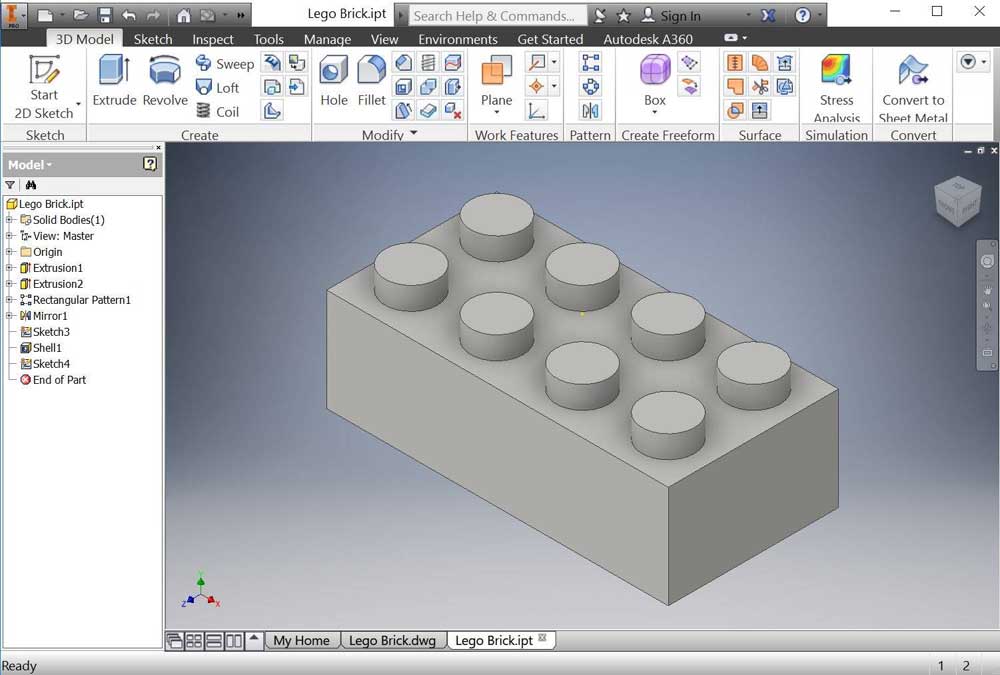 PRO
Lego Brick.ipt
Search Help & Commands...
Sign In
3D Model Sketch Inspect Tools Manage View Environments Get Started Autodesk A360
Start
2D Sketch
Extrude
Revolve
Sweep
Loft
Coil
Hole
Fillet
Plane
Box
Stress
Analysis
Convert to
Sheet Metal
Sketch Create Modify Work Features Pattern Create Freeform Surface Simulation Convert
Model
Lego Brick.ipt
Solid Bodies(1)
View: Master
Origin
Extrusion1
Extrusion2
Rectangular Pattern1
Mirror1
Sketch3
Shell1
Sketch4
End of Part
TOP
FRONT RIGHT
Y
Z X
My Home Lego Brick.dwg Lego Brick.ipt
Ready 1 2